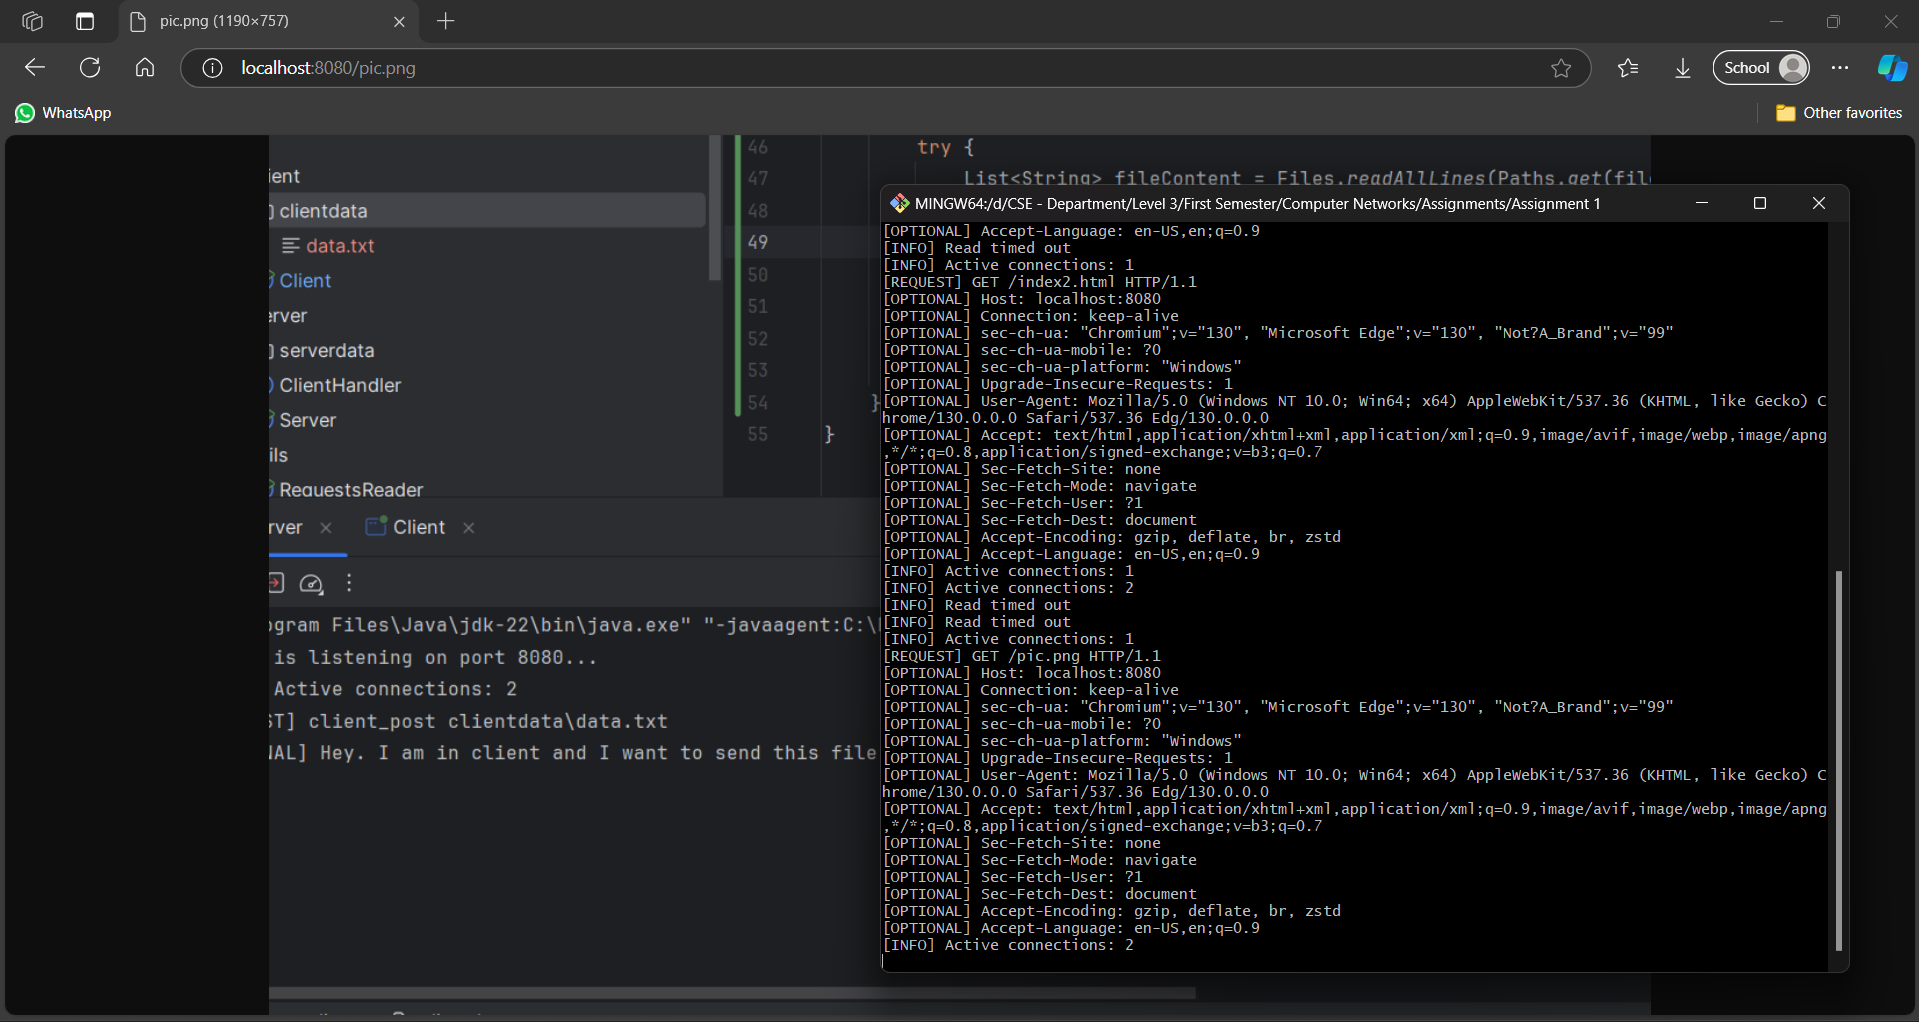 pic.png (1190×757)
localhost:8080/pic.png
School
WhatsApp
Other favorites
ient
clientdata
data.txt
Client
erver
serverdata
ClientHandler
Server
ils
RequestsReader
46 try {
47 List<String> fileContent = Files.readAllLines(Paths.get(fil
48
49
50
51
52
53
54 }
55 }
rver
Client
ogram Files\Java\jdk-22\bin\java.exe" "-javaagent:C:\
is listening on port 8080...
Active connections: 2
ST] client_post clientdata\data.txt
NAL] Hey. I am in client and I want to send this file
MINGW64:/d/CSE - Department/Level 3/First Semester/Computer Networks/Assignments/Assignment 1
[OPTIONAL] Accept-Language: en-US,en;q=0.9
[INFO] Read timed out
[INFO] Active connections: 1
[REQUEST] GET /index2.html HTTP/1.1
[OPTIONAL] Host: localhost:8080
[OPTIONAL] Connection: keep-alive
[OPTIONAL] sec-ch-ua: "Chromium";v="130", "Microsoft Edge";v="130", "Not?A_Brand";v="99"
[OPTIONAL] sec-ch-ua-mobile: ?0
[OPTIONAL] sec-ch-ua-platform: "Windows"
[OPTIONAL] Upgrade-Insecure-Requests: 1
[OPTIONAL] User-Agent: Mozilla/5.0 (Windows NT 10.0; Win64; x64) AppleWebKit/537.36 (KHTML, like Gecko) C
hrome/130.0.0.0 Safari/537.36 Edg/130.0.0.0
[OPTIONAL] Accept: text/html,application/xhtml+xml,application/xml;q=0.9,image/avif,image/webp,image/apng
,*/*;q=0.8,application/signed-exchange;v=b3;q=0.7
[OPTIONAL] Sec-Fetch-Site: none
[OPTIONAL] Sec-Fetch-Mode: navigate
[OPTIONAL] Sec-Fetch-User: ?1
[OPTIONAL] Sec-Fetch-Dest: document
[OPTIONAL] Accept-Encoding: gzip, deflate, br, zstd
[OPTIONAL] Accept-Language: en-US,en;q=0.9
[INFO] Active connections: 1
[INFO] Active connections: 2
[INFO] Read timed out
[INFO] Read timed out
[INFO] Active connections: 1
[REQUEST] GET /pic.png HTTP/1.1
[OPTIONAL] Host: localhost:8080
[OPTIONAL] Connection: keep-alive
[OPTIONAL] sec-ch-ua: "Chromium";v="130", "Microsoft Edge";v="130", "Not?A_Brand";v="99"
[OPTIONAL] sec-ch-ua-mobile: ?0
[OPTIONAL] sec-ch-ua-platform: "Windows"
[OPTIONAL] Upgrade-Insecure-Requests: 1
[OPTIONAL] User-Agent: Mozilla/5.0 (Windows NT 10.0; Win64; x64) AppleWebKit/537.36 (KHTML, like Gecko) C
hrome/130.0.0.0 Safari/537.36 Edg/130.0.0.0
[OPTIONAL] Accept: text/html,application/xhtml+xml,application/xml;q=0.9,image/avif,image/webp,image/apng
,*/*;q=0.8,application/signed-exchange;v=b3;q=0.7
[OPTIONAL] Sec-Fetch-Site: none
[OPTIONAL] Sec-Fetch-Mode: navigate
[OPTIONAL] Sec-Fetch-User: ?1
[OPTIONAL] Sec-Fetch-Dest: document
[OPTIONAL] Accept-Encoding: gzip, deflate, br, zstd
[OPTIONAL] Accept-Language: en-US,en;q=0.9
[INFO] Active connections: 2